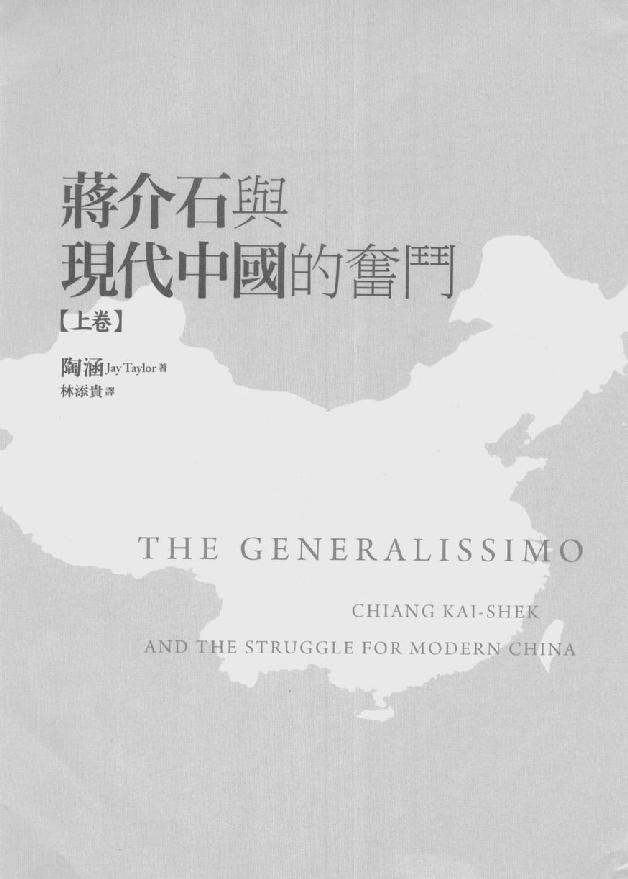 蔣介石與
現代中國的奮鬥
【上卷】
陶涵 Jay Taylor 著
林添貴 譯
THE GENERALISSIMO
CHIANG KAI-SHEK
AND THE STRUGGLE FOR MODERN CHINA